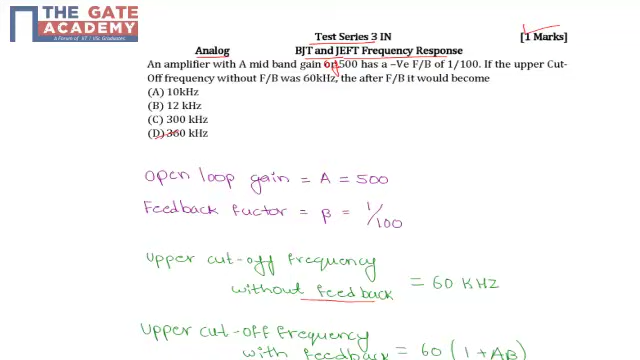 THE GATE
ACADEMY
A Forum of IIT / IISc Graduates
Test Series 3 IN
[1 Marks]
Analog
BJT and JEFT Frequency Response
An amplifier with A mid band gain of 500 has a –Ve F/B of 1/100. If the upper Cut-
Off frequency without F/B was 60kHz, the after F/B it would become
(A) 10kHz
(B) 12 kHz
(C) 300 kHz
(D) 360 kHz
Open loop gain = A = 500
Feedback factor = β = 1/100
Upper cut-off frequency
without feedback = 60 KHz
Upper cut-off frequency
with feedback = 60 (1 + Aβ)